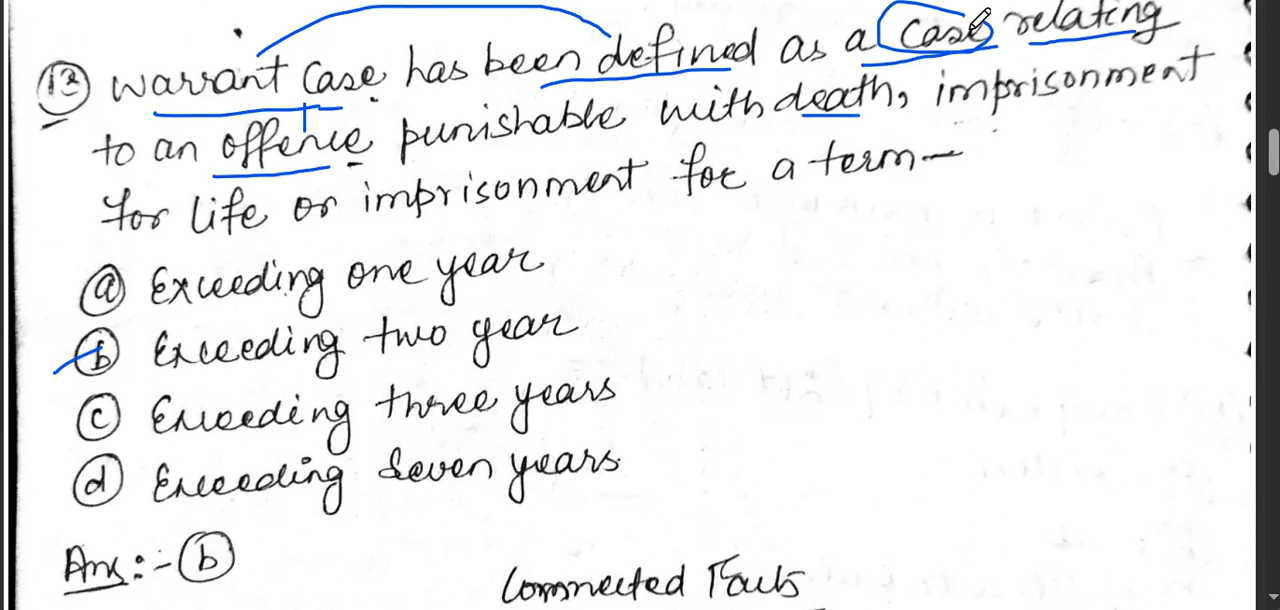 (13) Warrant Case has been defined as a case relating
to an offence punishable with death, imprisonment
for life or imprisonment for a term—
(a) Exceeding one year
(b) Exceeding two year
(c) Exceeding three years
(d) Exceeding Seven years
Ans:- (b)
Connected Facts